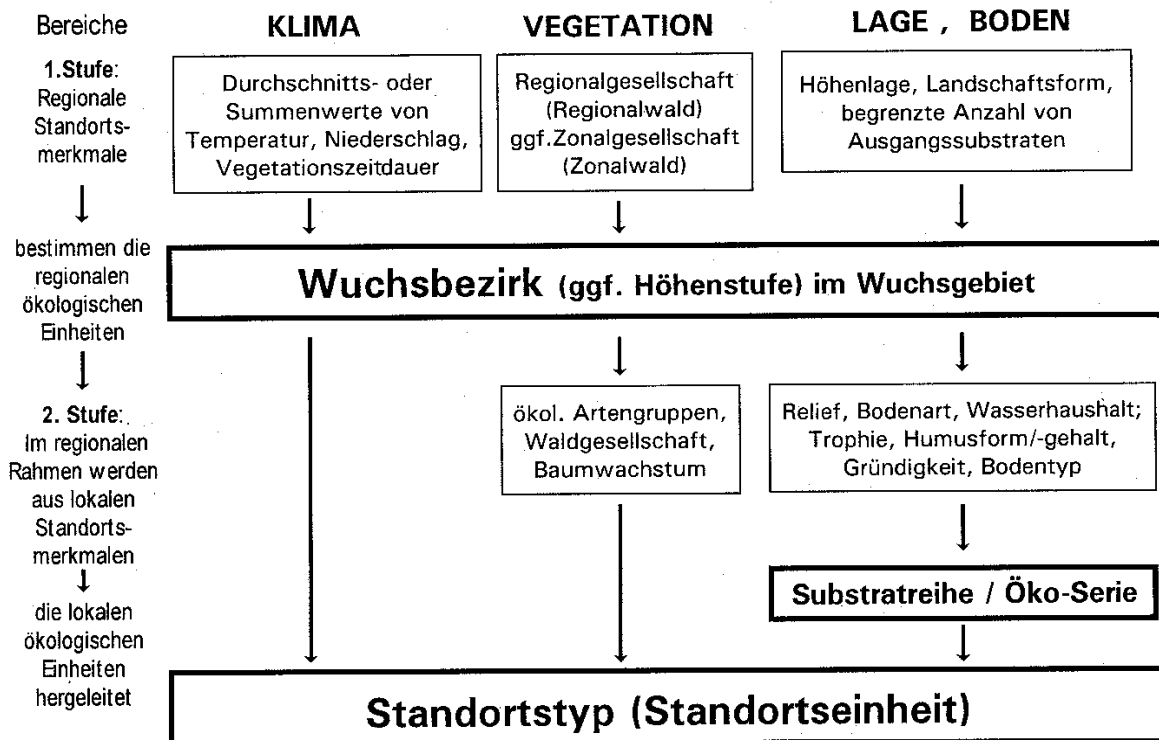 Bereiche
KLIMA
VEGETATION
LAGE , BODEN
1.Stufe:
Regionale
Standorts-
merkmale
Durchschnitts- oder
Summenwerte von
Temperatur, Niederschlag,
Vegetationszeitdauer
Regionalgesellschaft
(Regionalwald)
ggf.Zonalgesellschaft
(Zonalwald)
Höhenlage, Landschaftsform,
begrenzte Anzahl von
Ausgangssubstraten
bestimmen die
regionalen
ökologischen
Einheiten
Wuchsbezirk (ggf. Höhenstufe) im Wuchsgebiet
2. Stufe:
Im regionalen
Rahmen werden
aus lokalen
Standorts-
merkmalen
ökol. Artengruppen,
Waldgesellschaft,
Baumwachstum
Relief, Bodenart, Wasserhaushalt;
Trophie, Humusform/-gehalt,
Gründigkeit, Bodentyp
Substratreihe / Öko-Serie
die lokalen
ökologischen
Einheiten
hergeleitet
Standortstyp (Standortseinheit)